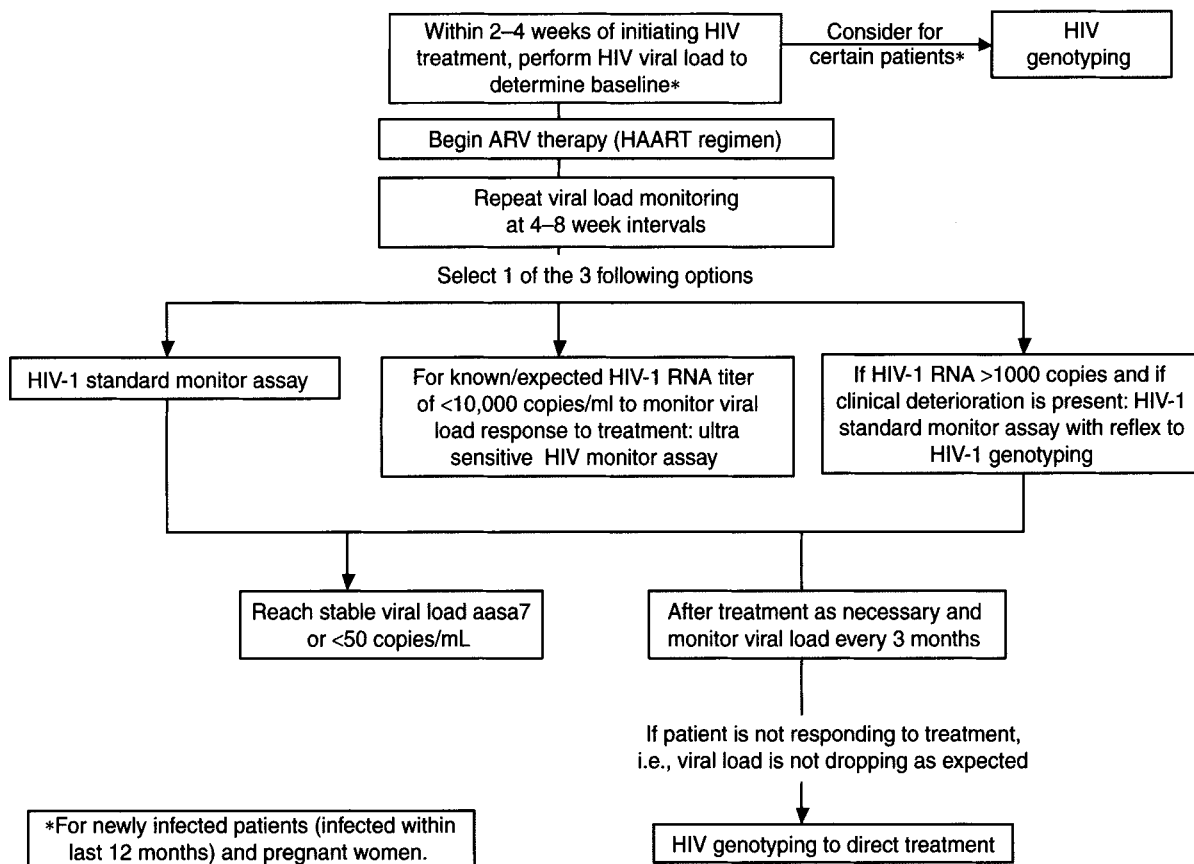 Within 2–4 weeks of initiating HIV
treatment, perform HIV viral load to
determine baseline*
Consider for
certain patients*
HIV
genotyping
Begin ARV therapy (HAART regimen)
Repeat viral load monitoring
at 4–8 week intervals
Select 1 of the 3 following options
HIV-1 standard monitor assay
For known/expected HIV-1 RNA titer
of <10,000 copies/ml to monitor viral
load response to treatment: ultra
sensitive HIV monitor assay
If HIV-1 RNA >1000 copies and if
clinical deterioration is present: HIV-1
standard monitor assay with reflex to
HIV-1 genotyping
Reach stable viral load aasa7
or <50 copies/mL
After treatment as necessary and
monitor viral load every 3 months
If patient is not responding to treatment,
i.e., viral load is not dropping as expected
HIV genotyping to direct treatment
*For newly infected patients (infected within
last 12 months) and pregnant women.